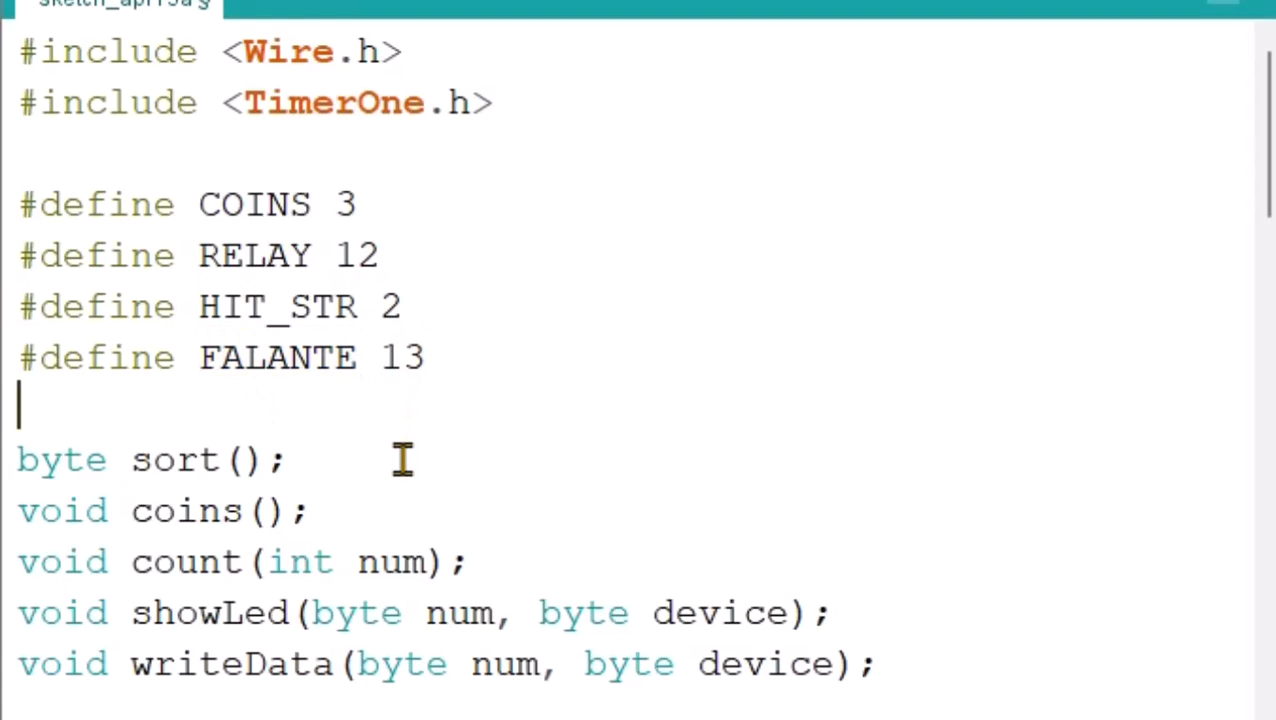 #include <Wire.h>
#include <TimerOne.h>
#define COINS 3
#define RELAY 12
#define HIT_STR 2
#define FALANTE 13
byte sort();
void coins();
void count(int num);
void showLed(byte num, byte device);
void writeData(byte num, byte device);